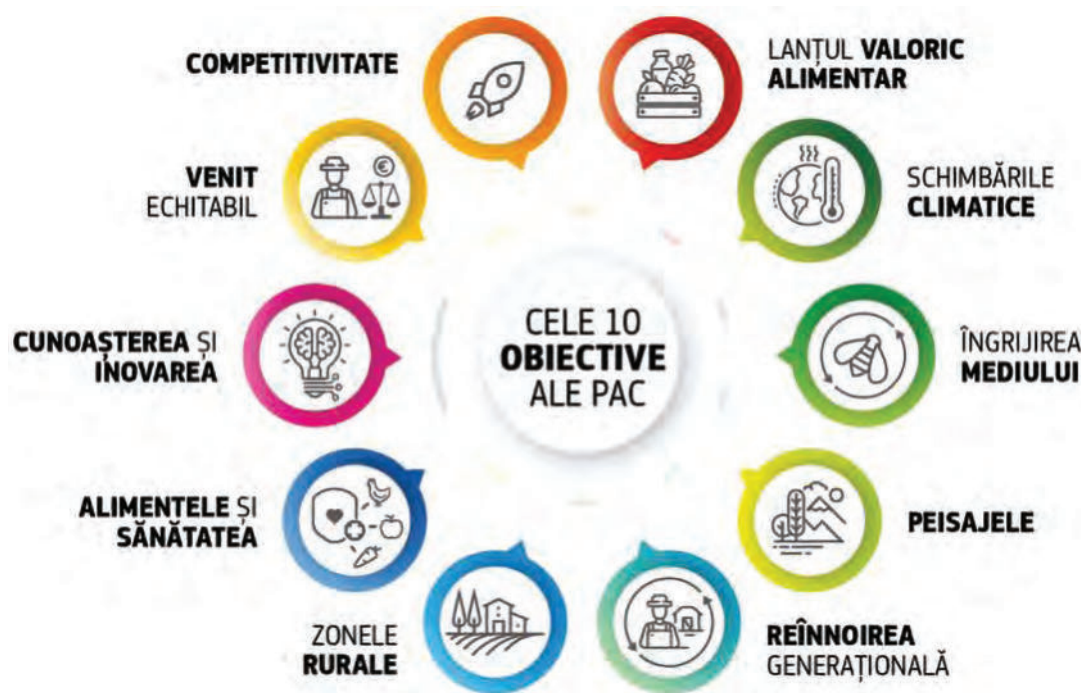 CELE 10
OBIECTIVE
ALE PAC
COMPETITIVITATE
LANȚUL VALORIC
ALIMENTAR
VENIT
ECHITABIL
SCHIMBĂRILE
CLIMATICE
CUNOAȘTEREA ȘI
INOVAREA
ÎNGRIJIREA
MEDIULUI
ALIMENTELE ȘI
SĂNĂTATEA
PEISAJELE
ZONELE
RURALE
REÎNNOIREA
GENERAȚIONALĂ
€